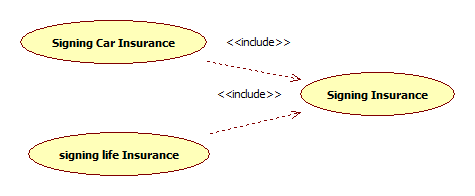 Signing Car Insurance
<<include>>
<<include>>
Signing Insurance
signing life Insurance